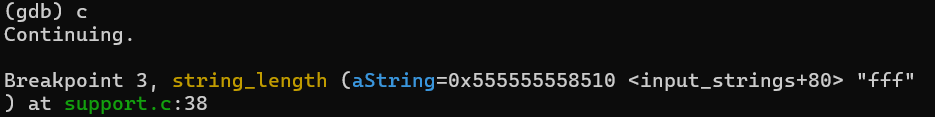 (gdb) c
Continuing.
Breakpoint 3, string_length (aString=0x555555558510 <input_strings+80> "fff"
) at support.c:38